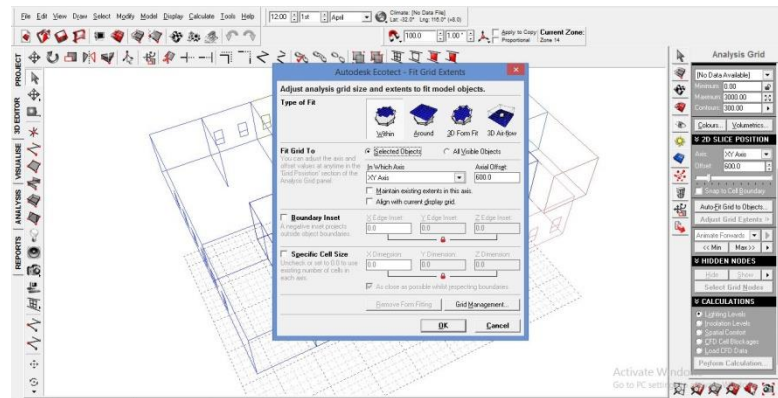 File Edit View Draw Select Modify Model Display Calculate Tools Help
12:00 1st April
Climate: [No Data File]
Lat: -32.0° Lng: 116.0° (+8.0)
100.0 1.00°
Apply to Copy: Current Zone:
Proportional Zone 14
PROJECT
3D EDITOR
VISUALISE
ANALYSIS
REPORTS
Autodesk Ecotect - Fit Grid Extents
Adjust analysis grid size and extents to fit model objects.
Type of Fit
Within Around 2D Form Fit 3D Air-flow
Fit Grid To
Selected Objects All Visible Objects
You can adjust the axis and
offset values at anytime in the
'Grid Position' section of the
Analysis Grid panel.
In Which Axis: Axial Offset:
XY Axis 600.0
Maintain existing extents in this axis.
Align with current display grid.
Boundary Inset
A negative inset projects
outside object boundaries.
X Edge Inset: Y Edge Inset: Z Edge Inset:
0.0 0.0 0.0
Specific Cell Size
Uncheck or set to 0.0 to use
existing number of cells in
each axis.
X Dimension: Y Dimension: Z Dimension:
0.0 0.0 0.0
As close as possible whilst respecting boundaries.
Remove Form Fitting Grid Management...
OK Cancel
Analysis Grid
[No Data Available]
Minimum: 0.00
Maximum: 3000.00
Contours: 300.00
Colours... Volumetrics...
2D SLICE POSITION
Axis: XY Axis
Offset: 600.0
Snap to Cell Boundary
Auto-Fit Grid to Objects...
Adjust Grid Extents >
Animate Forwards
<< Min Max >>
HIDDEN NODES
Hide Show
Select Grid Nodes
CALCULATIONS
Lighting Levels
Insolation Levels
Spatial Comfort
CFD Cell Blockages
Load CFD Data
Perform Calculation...
Activate Windows
Go to PC settings